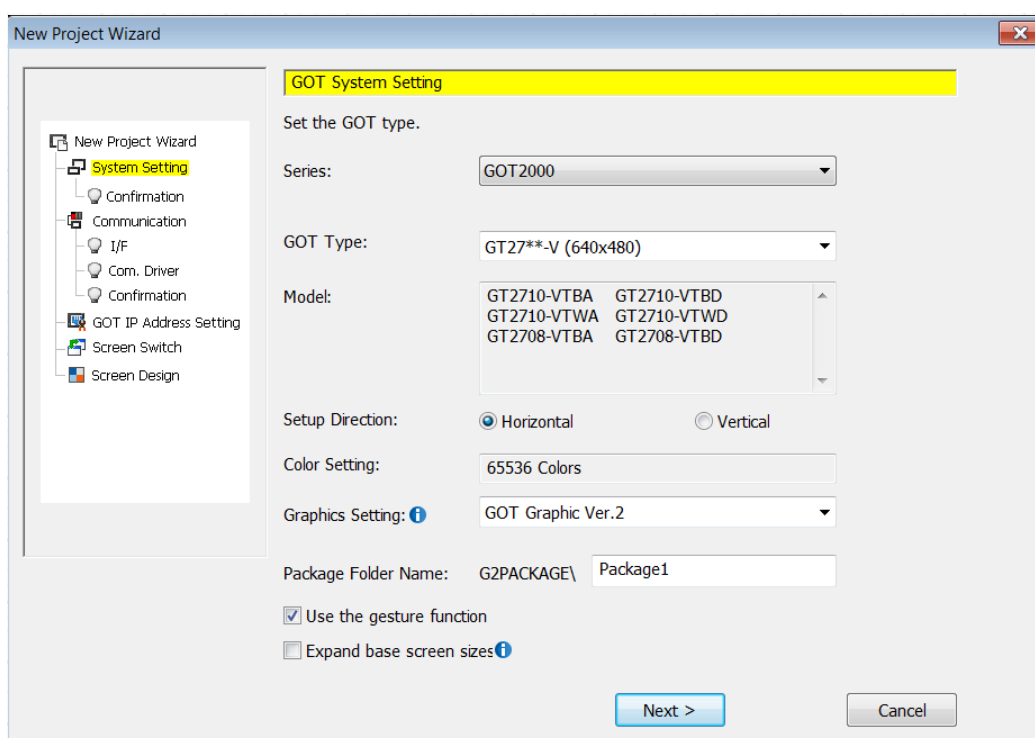 New Project Wizard
New Project Wizard
System Setting
Confirmation
Communication
I/F
Com. Driver
Confirmation
GOT IP Address Setting
Screen Switch
Screen Design
GOT System Setting
Set the GOT type.
Series: GOT2000
GOT Type: GT27**-V (640x480)
Model: GT2710-VTBA GT2710-VTBD
GT2710-VTWA GT2710-VTWD
GT2708-VTBA GT2708-VTBD
Setup Direction: Horizontal Vertical
Color Setting: 65536 Colors
Graphics Setting: GOT Graphic Ver.2
Package Folder Name: G2PACKAGE\ Package1
Use the gesture function
Expand base screen sizes
Next > Cancel